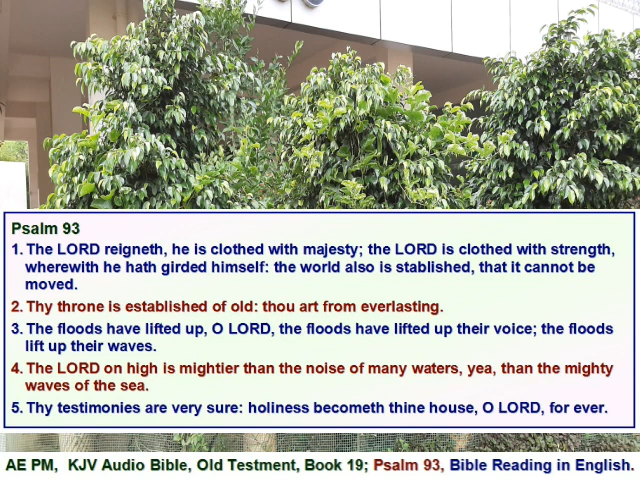 Psalm 93
1. The LORD reigneth, he is clothed with majesty; the LORD is clothed with strength,
wherewith he hath girded himself: the world also is stablished, that it cannot be
moved.
2. Thy throne is established of old: thou art from everlasting.
3. The floods have lifted up, O LORD, the floods have lifted up their voice; the floods
lift up their waves.
4. The LORD on high is mightier than the noise of many waters, yea, than the mighty
waves of the sea.
5. Thy testimonies are very sure: holiness becometh thine house, O LORD, for ever.
AE PM, KJV Audio Bible, Old Testment, Book 19; Psalm 93, Bible Reading in English.